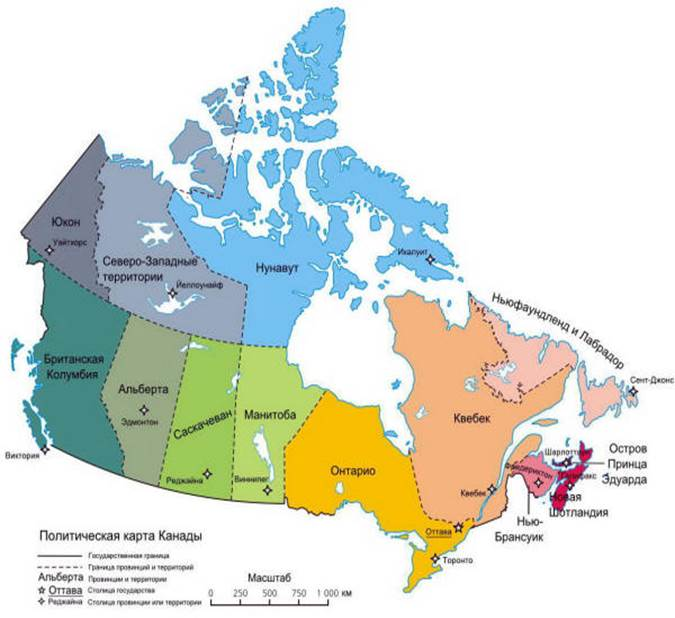 Юкон
Уайтхорс
Северо-Западные
территории
Йеллоунайф
Нунавут
Икалуит
Ньюфаундленд и Лабрадор
Сент-Джонс
Британская
Колумбия
Виктория
Альберта
Эдмонтон
Саскачеван
Реджайна
Манитоба
Виннипег
Онтарио
Квебек
Квебек
Оттава
Торонто
Шарлоттаун
Фредериктон
Галифакс
Остров
Принца
Эдуарда
Новая
Шотландия
Нью-
Брансуик
Политическая карта Канады
Государственная граница
Граница провинций и территорий
Альберта Провинции и территории
Оттава Столица государства
Реджайна Столица провинции или территории
Масштаб
0 250 500 750 1 000 км